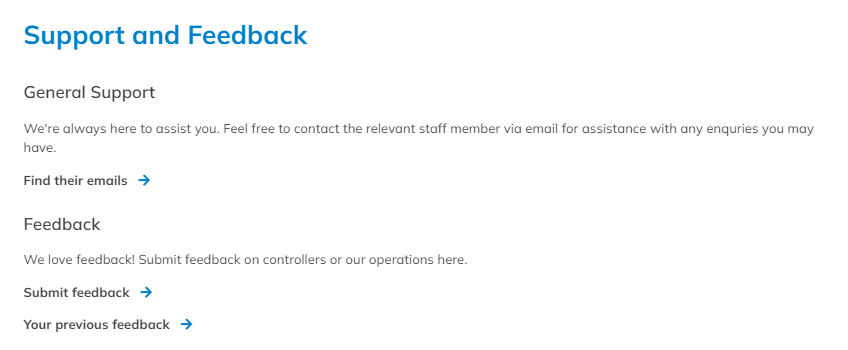 Support and Feedback
General Support
We're always here to assist you. Feel free to contact the relevant staff member via email for assistance with any enquries you may
have.
Find their emails
Feedback
We love feedback! Submit feedback on controllers or our operations here.
Submit feedback
Your previous feedback